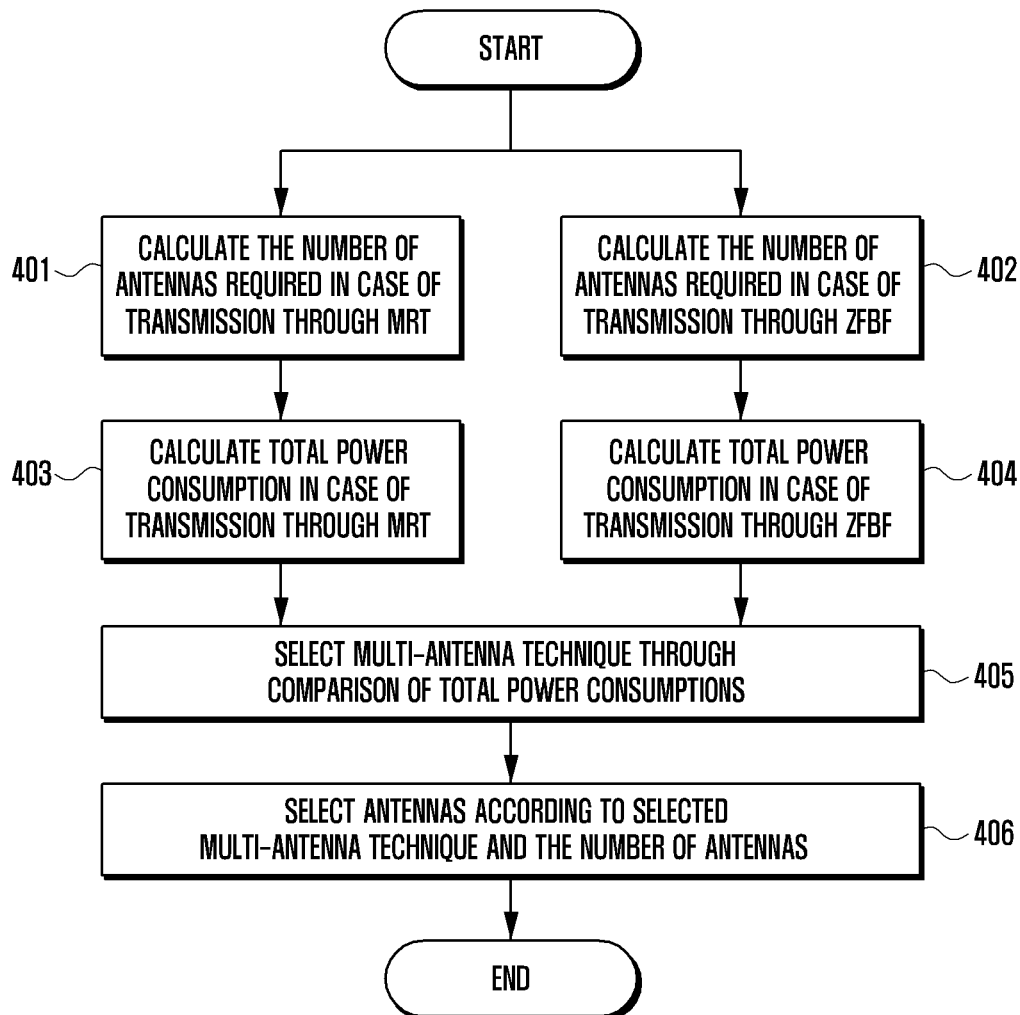 START
401
CALCULATE THE NUMBER OF
ANTENNAS REQUIRED IN CASE OF
TRANSMISSION THROUGH MRT
CALCULATE THE NUMBER OF
ANTENNAS REQUIRED IN CASE OF
TRANSMISSION THROUGH ZFBF
402
403
CALCULATE TOTAL POWER
CONSUMPTION IN CASE OF
TRANSMISSION THROUGH MRT
CALCULATE TOTAL POWER
CONSUMPTION IN CASE OF
TRANSMISSION THROUGH ZFBF
404
SELECT MULTI-ANTENNA TECHNIQUE THROUGH
COMPARISON OF TOTAL POWER CONSUMPTIONS
405
SELECT ANTENNAS ACCORDING TO SELECTED
MULTI-ANTENNA TECHNIQUE AND THE NUMBER OF ANTENNAS
406
END